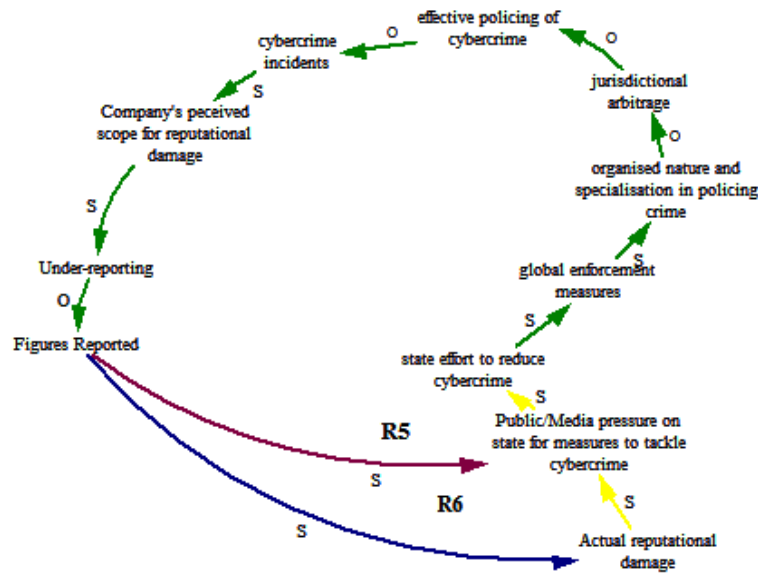 effective policing of
cybercrime
O
O
cybercrime
incidents
S
jurisdictional
arbitrage
Company's peceived
scope for reputational
damage
O
organised nature and
specialisation in policing
crime
S
Under-reporting
global enforcement
measures
S
O
Figures Reported
S
state effort to reduce
cybercrime
S
Public/Media pressure on
state for measures to tackle
cybercrime
R5
S
R6
S
S
Actual reputational
damage